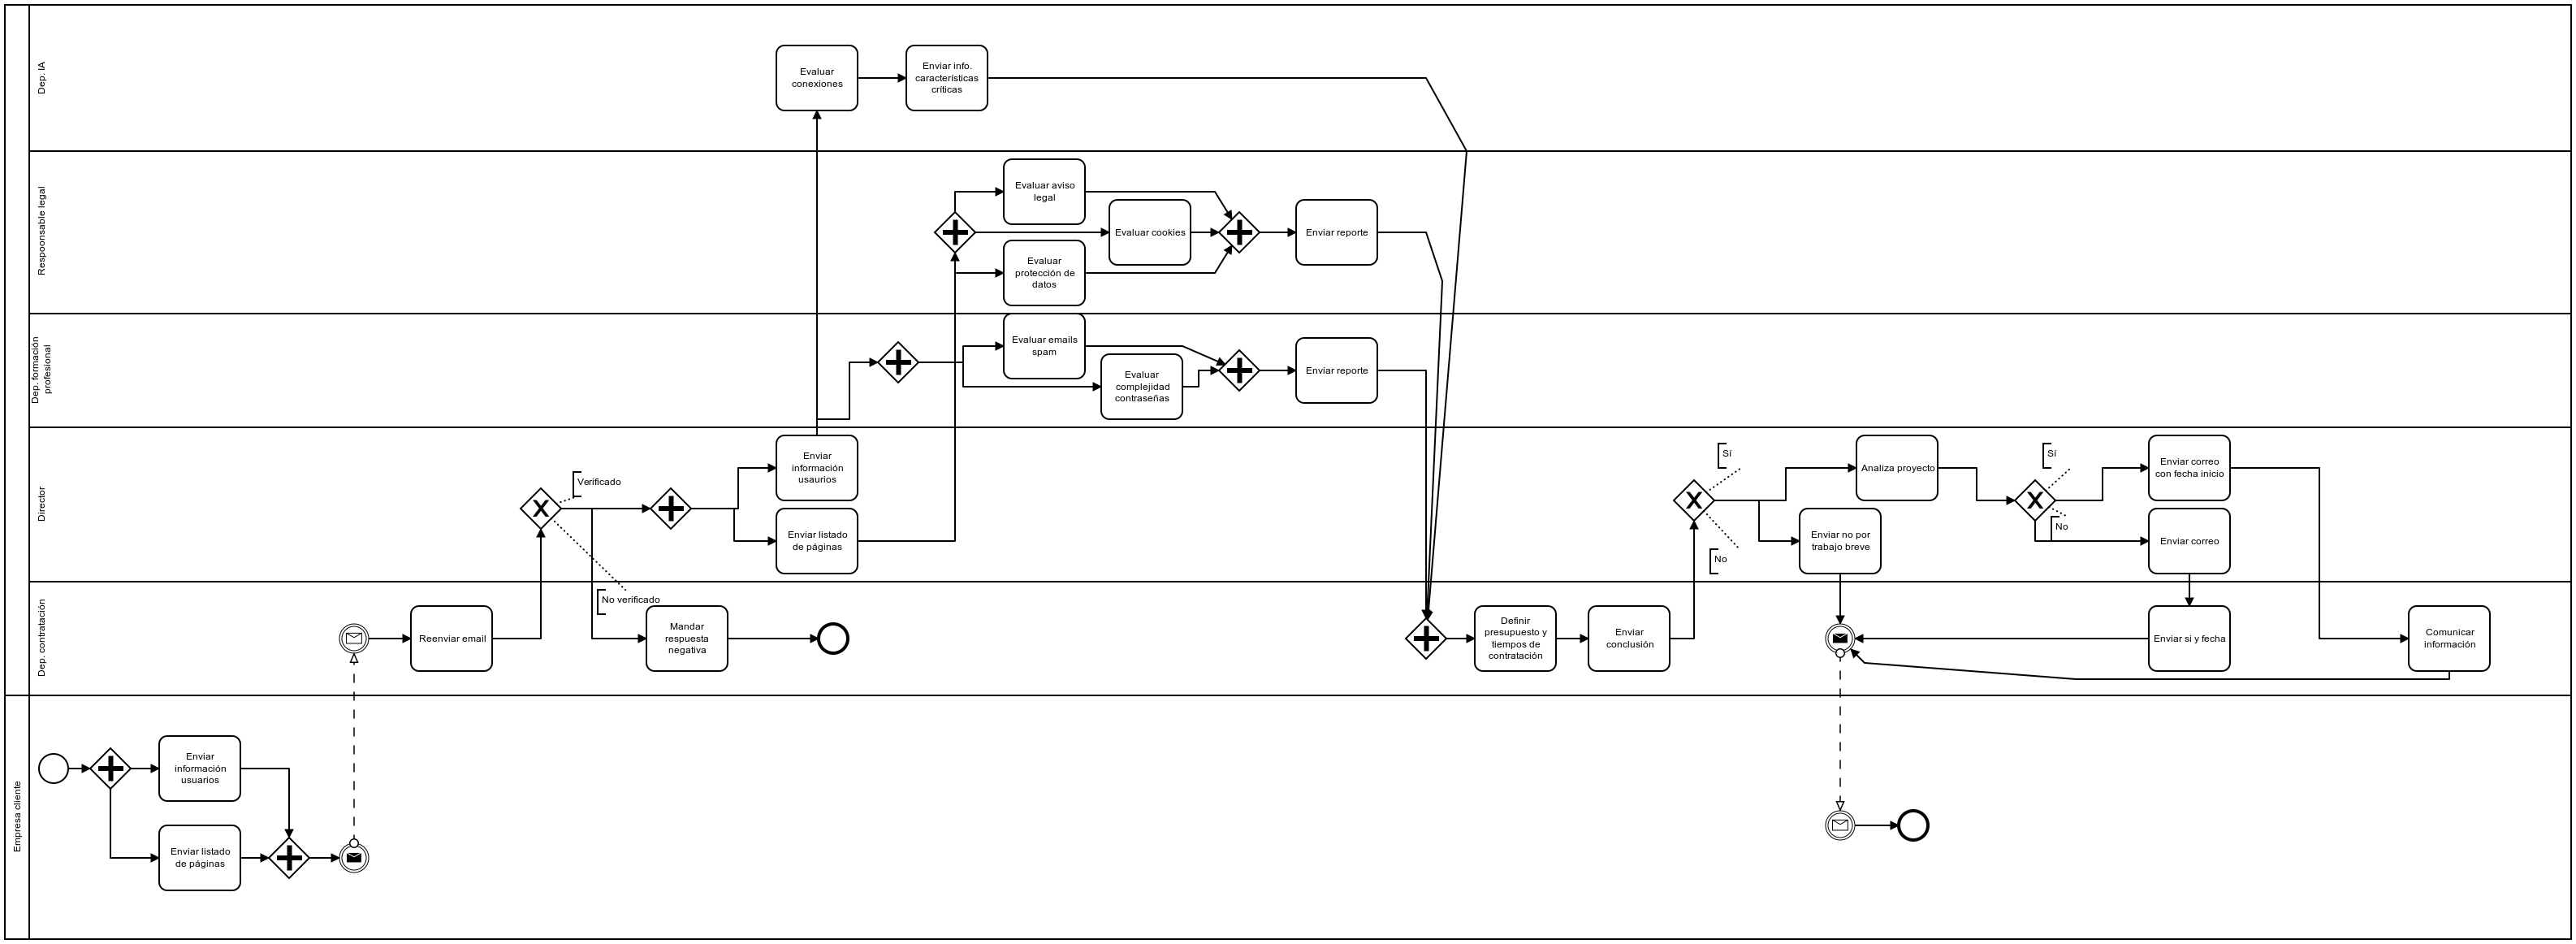 Dep. IA
Evaluar
conexiones
Enviar info.
características
críticas
Respoonsable legal
Evaluar aviso
legal
Evaluar cookies
Evaluar
protección de
datos
Enviar reporte
Dep. formación
profesional
Evaluar emails
spam
Evaluar
complejidad
contraseñas
Enviar reporte
Director
Verificado
Enviar
información
usaurios
Enviar listado
de páginas
Sí
No
Analiza proyecto
Enviar no por
trabajo breve
Sí
No
Enviar correo
con fecha inicio
Enviar correo
Dep. contratación
Reenviar email
No verificado
Mandar
respuesta
negativa
Definir
presupuesto y
tiempos de
contratación
Enviar
conclusión
Enviar si y fecha
Comunicar
información
Empresa cliente
Enviar
información
usuarios
Enviar listado
de páginas